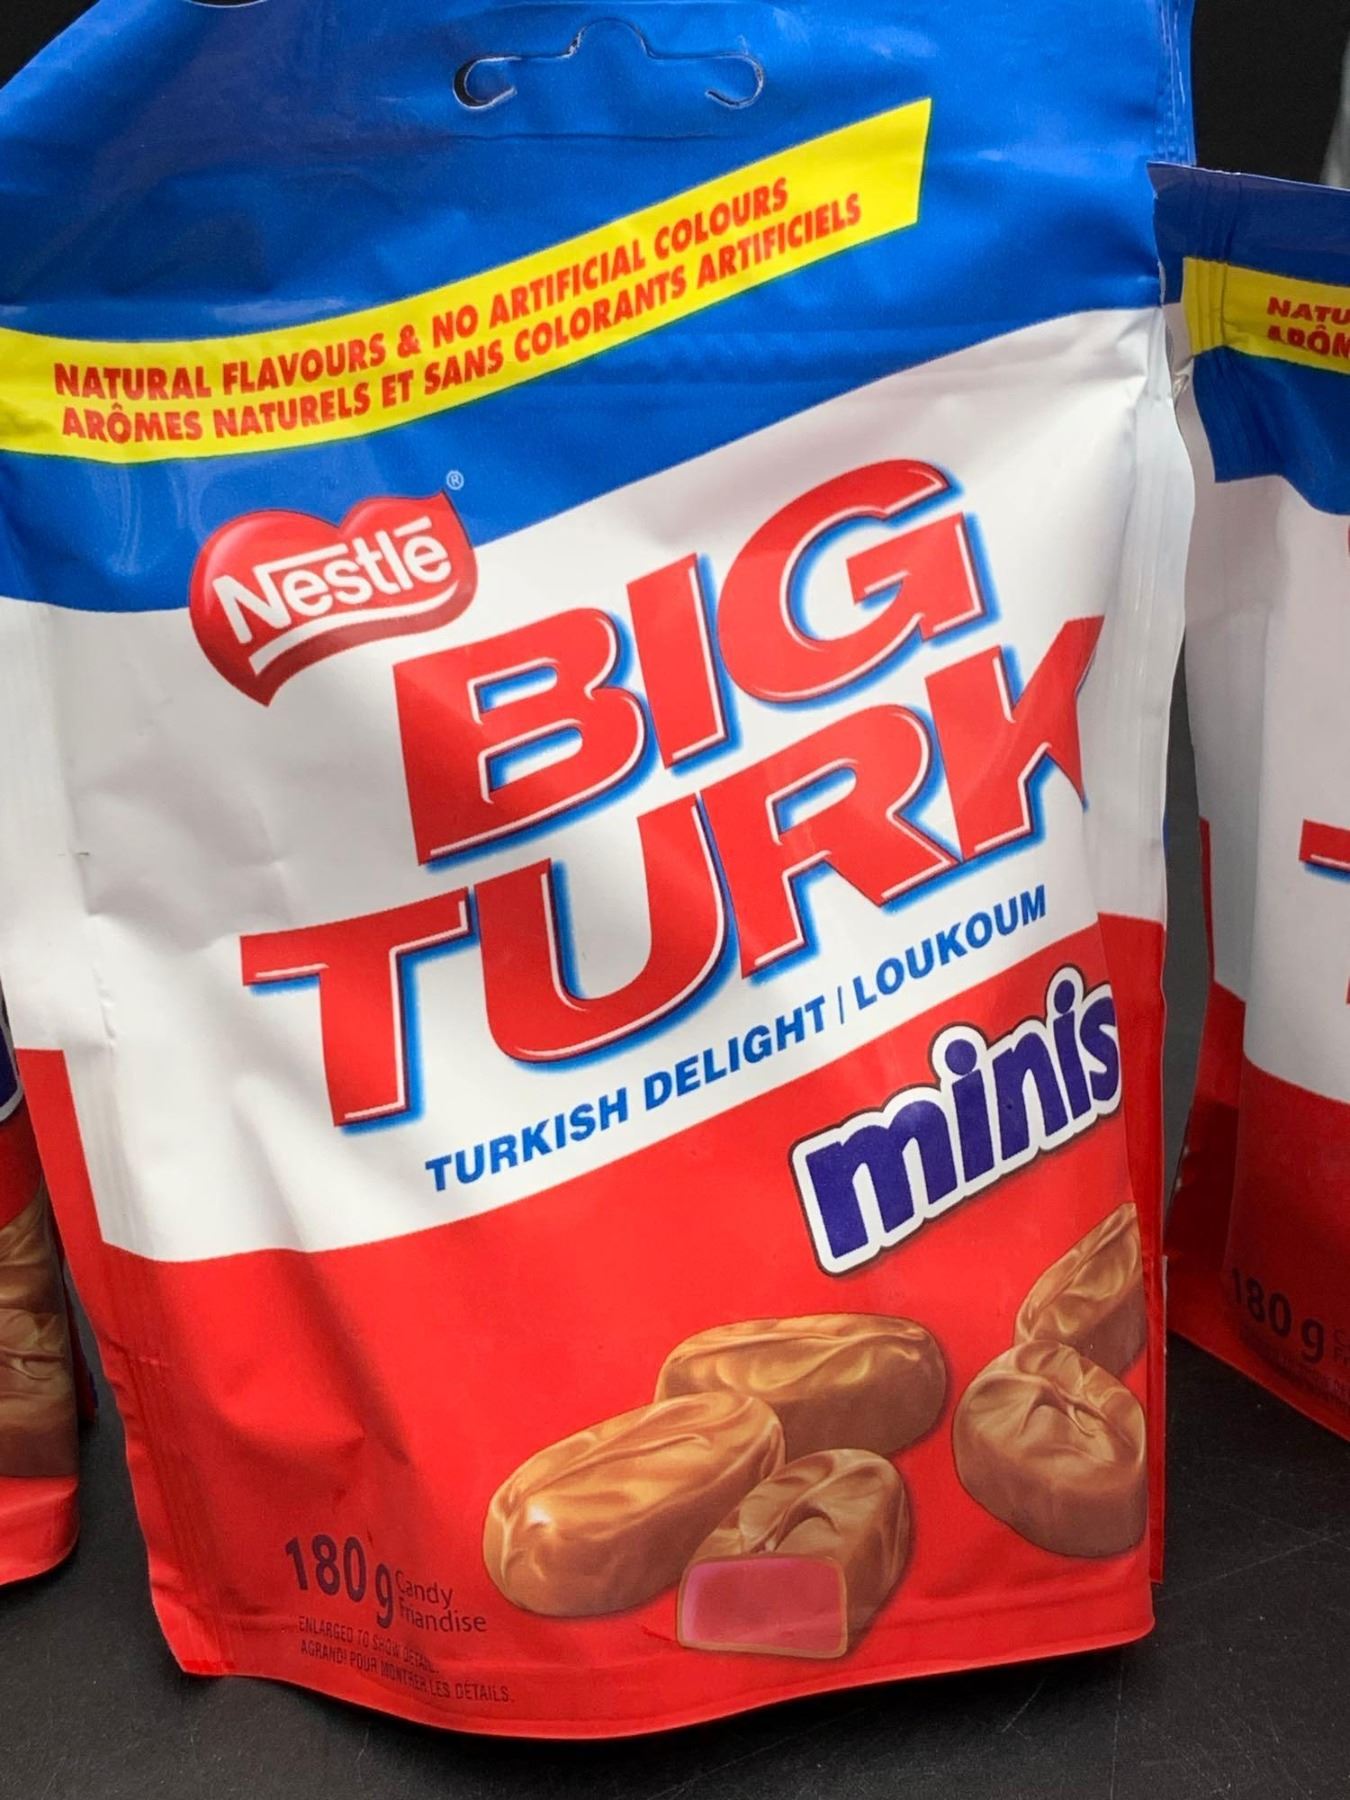 NATURAL FLAVOURS & NO ARTIFICIAL COLOURS
ARÔMES NATURELS ET SANS COLORANTS ARTIFICIELS
Nestlé®
BIG
TURK
TURKISH DELIGHT / LOUKOUM
minis
180 g Candy
Friandise
ENLARGED TO SHOW DETAIL.
AGRANDI POUR MONTRER LES DÉTAILS.
NATU
ARÔM
180 g